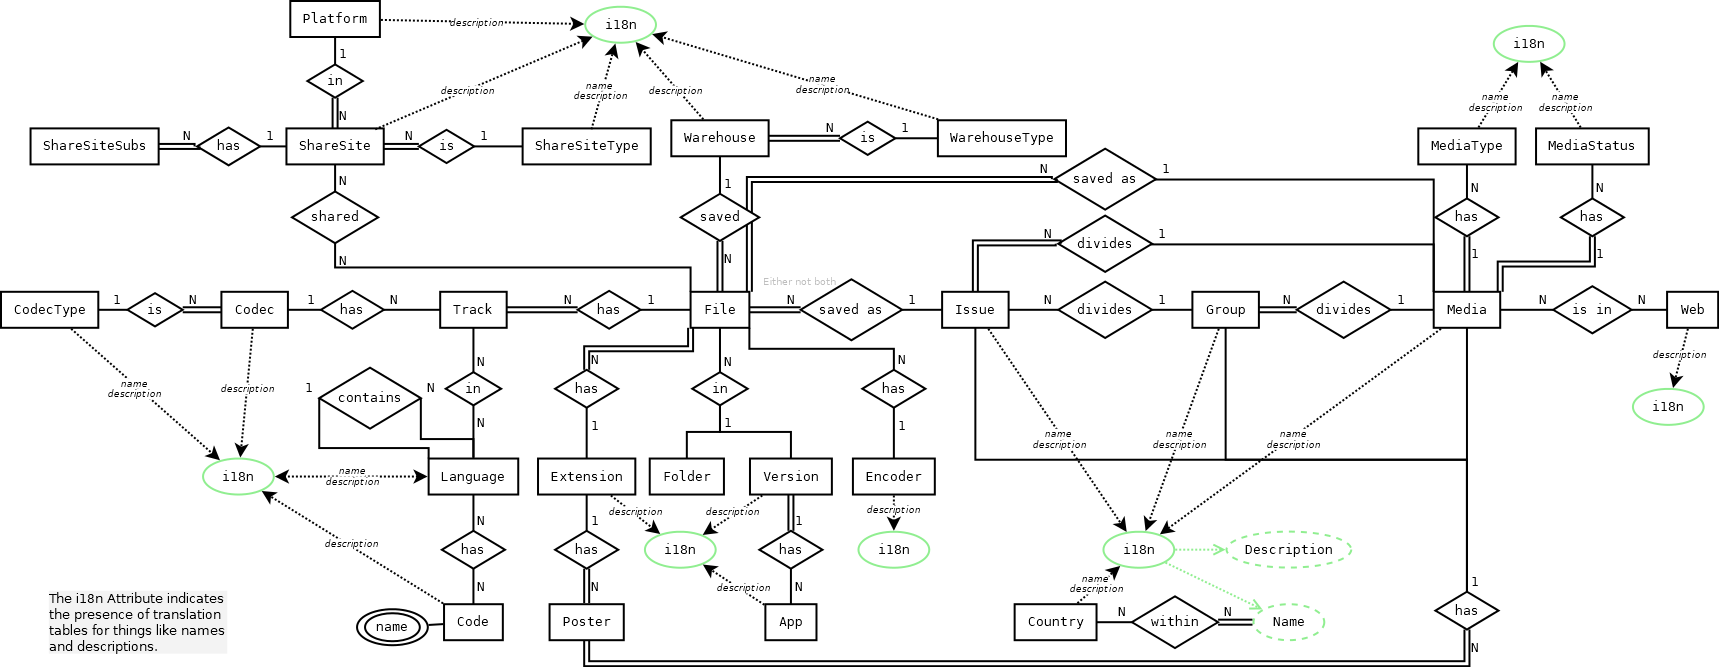 Platform
description
i18n
i18n
1
in
description
name
description
description
name
description
name
description
name
description
N
ShareSiteSubs
N
has
1
ShareSite
N
is
1
ShareSiteType
Warehouse
N
is
1
WarehouseType
MediaType
MediaStatus
N
shared
N
1
saved
N
N
saved as
1
N
divides
1
N
has
1
N
has
1
Either not both
CodecType
1
is
N
Codec
1
has
N
Track
N
has
1
File
N
saved as
1
Issue
N
divides
1
Group
N
divides
1
Media
N
is in
N
Web
description
i18n
name
description
description
1
contains
N
N
in
N
N
has
1
N
in
1
N
has
1
name
description
name
description
name
description
i18n
name
description
Language
Extension
Folder
Version
Encoder
description
description
description
description
N
has
N
1
has
N
i18n
1
has
N
i18n
i18n
Description
description
name
description
The i18n Attribute indicates
the presence of translation
tables for things like names
and descriptions.
name
Code
Poster
App
Country
N
within
N
Name
1
has
N